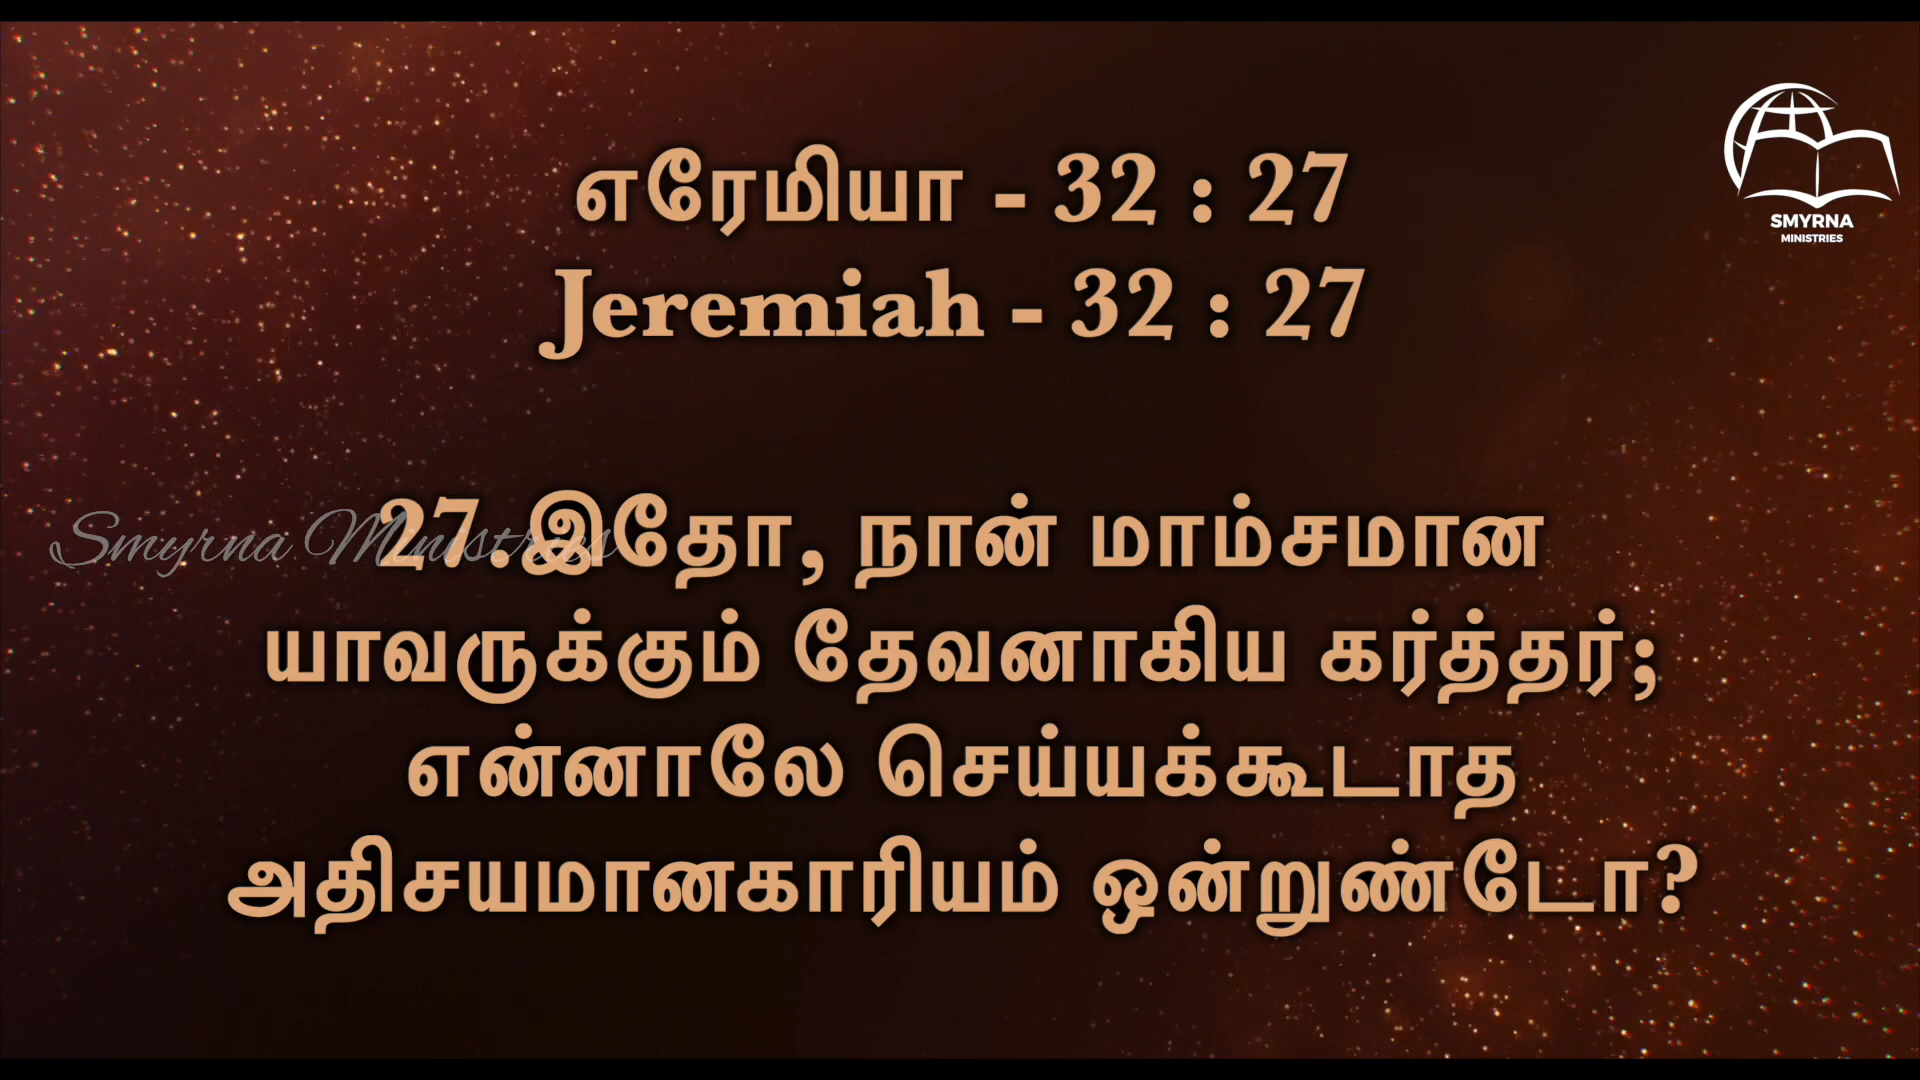 எரேமியா - 32 : 27
Jeremiah - 32 : 27
SMYRNA
MINISTRIES
Smyrna Ministries
27.இதோ, நான் மாம்சமான
யாவருக்கும் தேவனாகிய கர்த்தர்;
என்னாலே செய்யக்கூடாத
அதிசயமானகாரியம் ஒன்றுண்டோ?